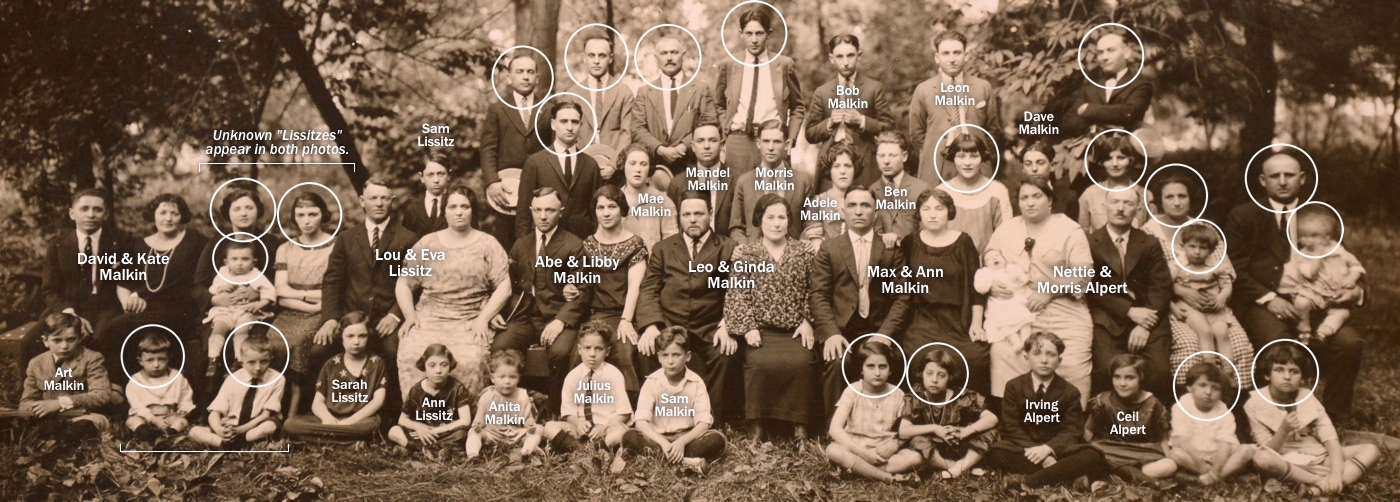 Unknown "Lissitzes"
appear in both photos.
Sam
Lissitz
Bob
Malkin
Leon
Malkin
Dave
Malkin
Mae
Malkin
Mandel
Malkin
Morris
Malkin
Adele
Malkin
Ben
Malkin
David & Kate
Malkin
Lou & Eva
Lissitz
Abe & Libby
Malkin
Leo & Ginda
Malkin
Max & Ann
Malkin
Nettie &
Morris Alpert
Art
Malkin
Sarah
Lissitz
Ann
Lissitz
Anita
Malkin
Julius
Malkin
Sam
Malkin
Irving
Alpert
Ceil
Alpert